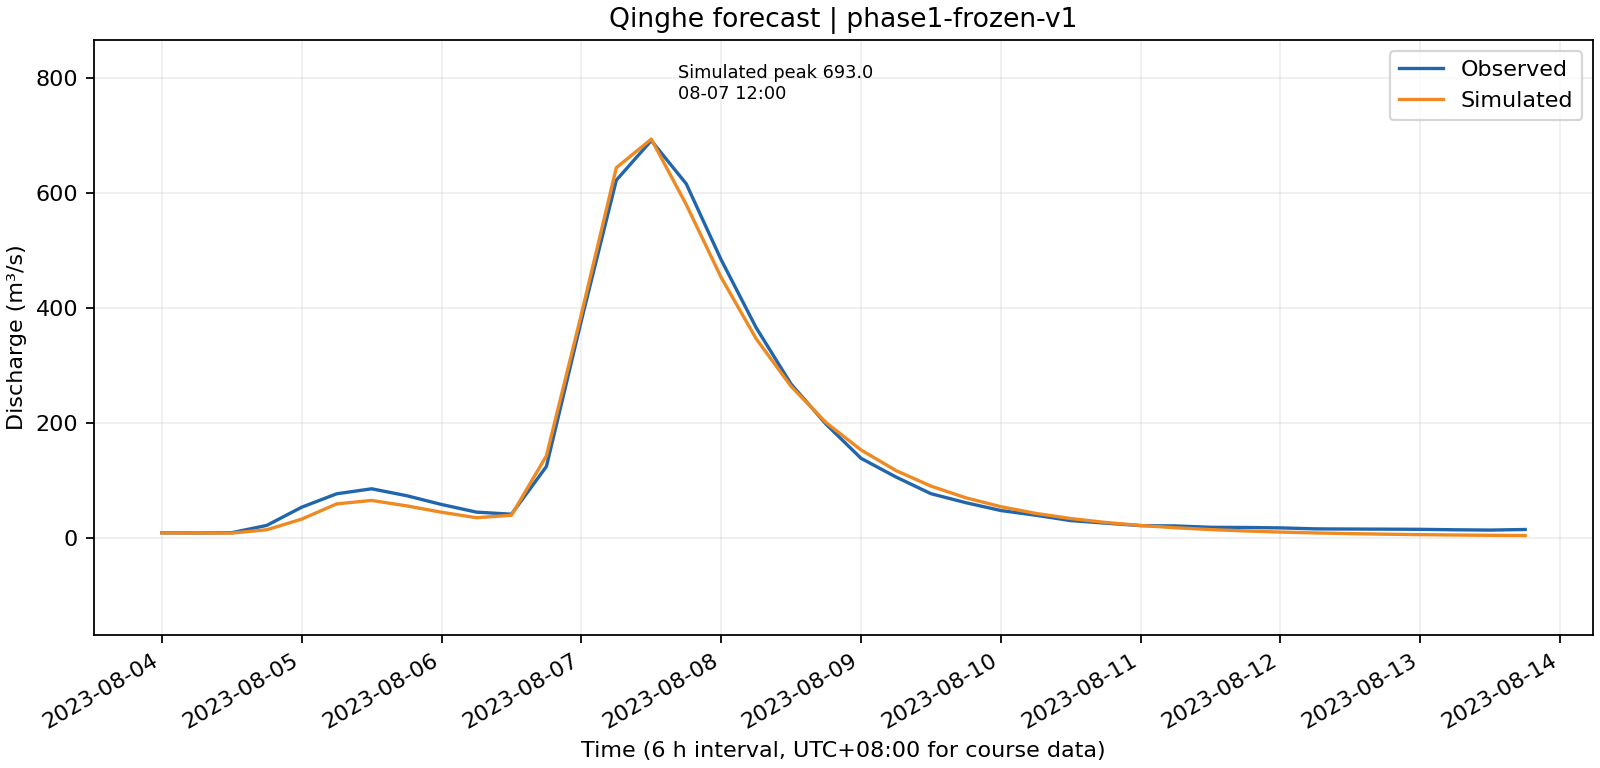 Qinghe forecast | phase1-frozen-v1
Simulated peak 693.0
08-07 12:00
Observed
Simulated
Discharge (m³/s)
800
600
400
200
0
2023-08-04
2023-08-05
2023-08-06
2023-08-07
2023-08-08
2023-08-09
2023-08-10
2023-08-11
2023-08-12
2023-08-13
2023-08-14
Time (6 h interval, UTC+08:00 for course data)